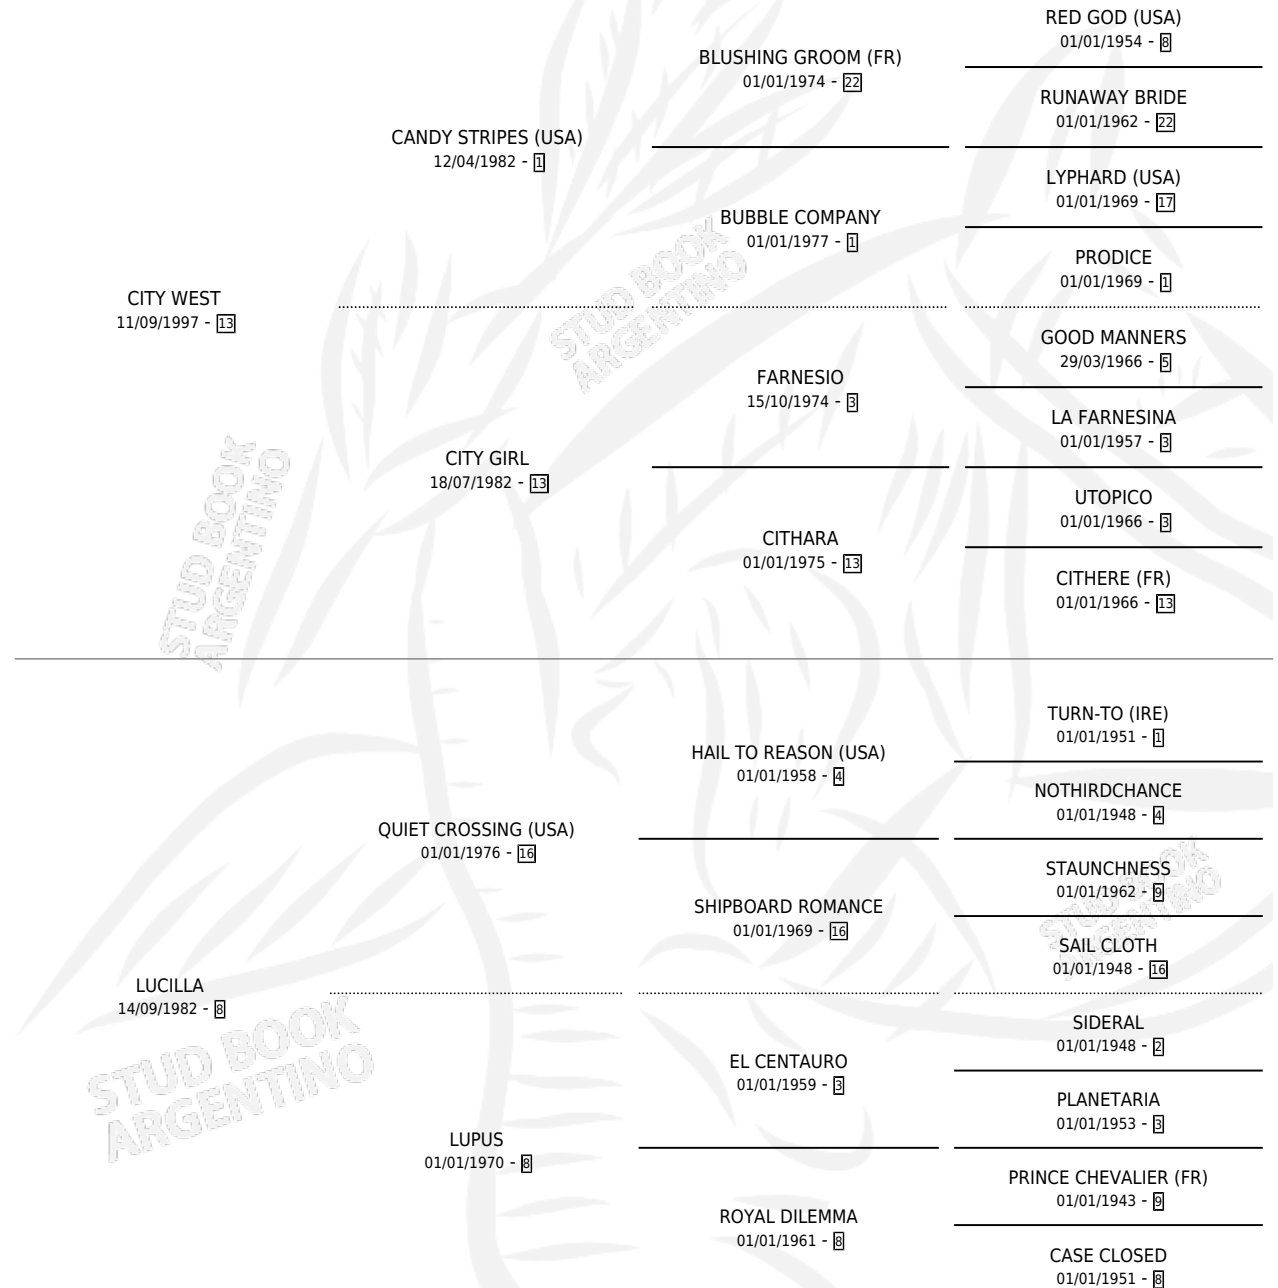 RED GOD (USA)
01/01/1954 - 8
BLUSHING GROOM (FR)
01/01/1974 - 22
RUNAWAY BRIDE
01/01/1962 - 22
CANDY STRIPES (USA)
12/04/1982 - 1
LYPHARD (USA)
01/01/1969 - 17
BUBBLE COMPANY
01/01/1977 - 1
PRODICE
01/01/1969 - 1
CITY WEST
11/09/1997 - 13
STUD BOOK
ARGENTINO
GOOD MANNERS
29/03/1966 - 5
FARNESIO
15/10/1974 - 3
LA FARNESINA
01/01/1957 - 3
CITY GIRL
18/07/1982 - 13
UTOPICO
01/01/1966 - 3
CITHARA
01/01/1975 - 13
CITHERE (FR)
01/01/1966 - 13
STUD BOOK
ARGENTINO
TURN-TO (IRE)
01/01/1951 - 1
HAIL TO REASON (USA)
01/01/1958 - 4
NOTHIRDCHANCE
01/01/1948 - 4
QUIET CROSSING (USA)
01/01/1976 - 16
STAUNCHNESS
01/01/1962 - 9
SHIPBOARD ROMANCE
01/01/1969 - 16
STUD BOOK
ARGENTINO
SAIL CLOTH
01/01/1948 - 16
LUCILLA
14/09/1982 - 8
STUD BOOK
ARGENTINO
SIDERAL
01/01/1948 - 2
EL CENTAURO
01/01/1959 - 3
PLANETARIA
01/01/1953 - 3
LUPUS
01/01/1970 - 8
PRINCE CHEVALIER (FR)
01/01/1943 - 9
ROYAL DILEMMA
01/01/1961 - 8
CASE CLOSED
01/01/1951 - 8